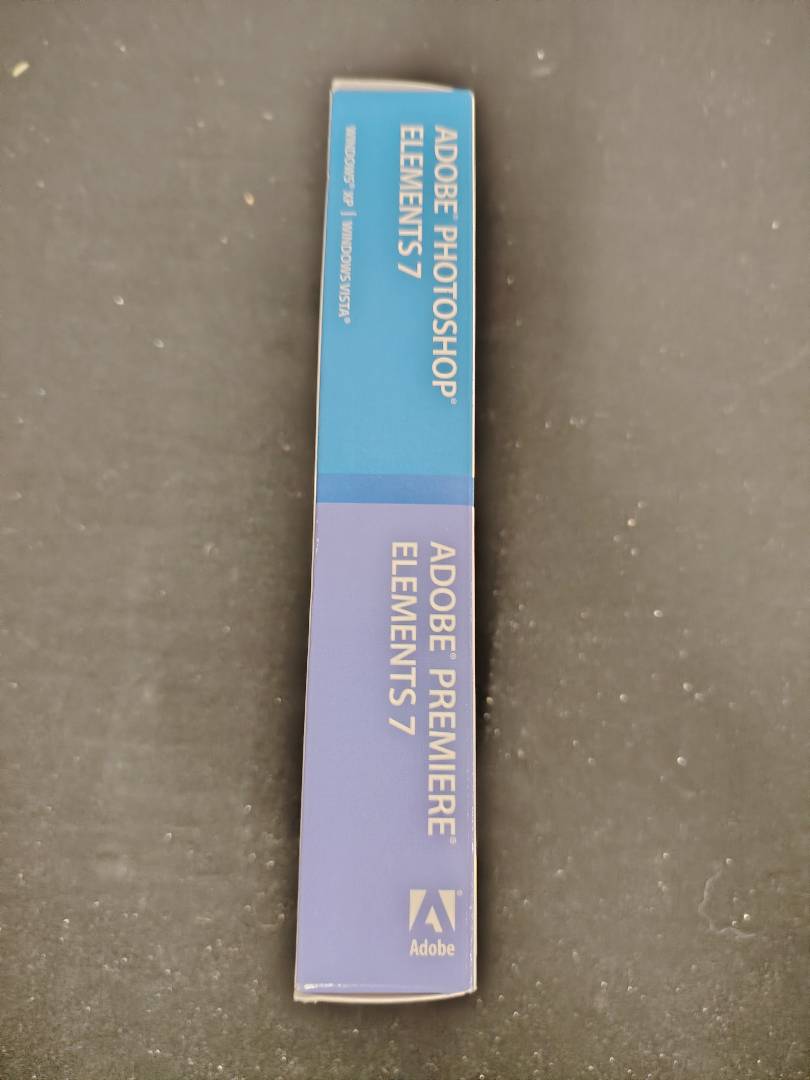 ADOBE® PHOTOSHOP®
ELEMENTS 7
WINDOWS® XP | WINDOWS VISTA®
ADOBE® PREMIERE®
ELEMENTS 7
Adobe